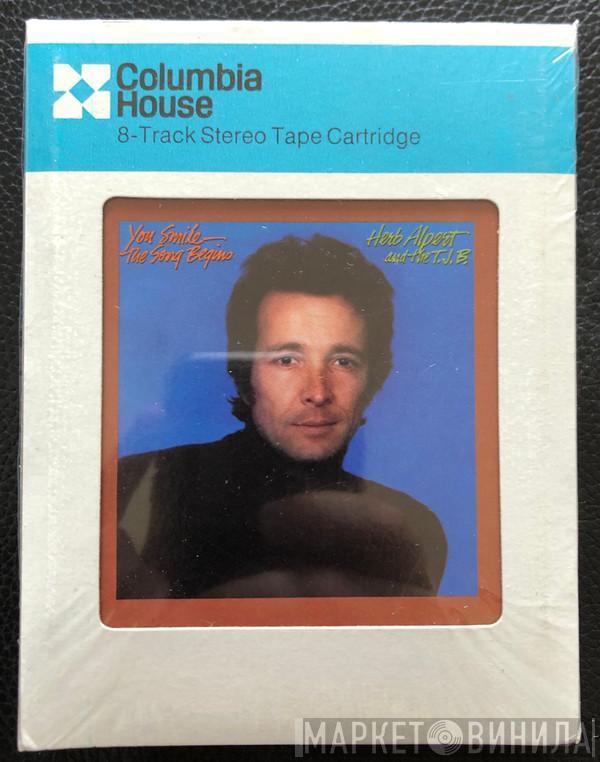 Columbia
House
8-Track Stereo Tape Cartridge
You Smile—
the Song Begins
Herb Alpert
and the T.J.B.
МАРКЕТ ВИНИЛА